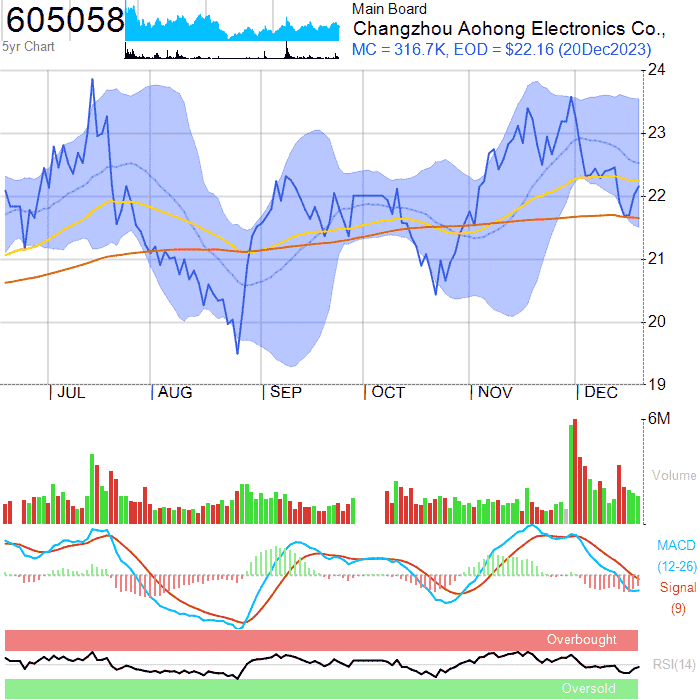 605058
5yr Chart
Main Board
Changzhou Aohong Electronics Co.,
MC = 316.7K, EOD = $22.16 (20Dec2023)
24
23
22
21
20
19
JUL
AUG
SEP
OCT
NOV
DEC
6M
Volume
MACD
(12-26)
Signal
(9)
Overbought
RSI(14)
Oversold